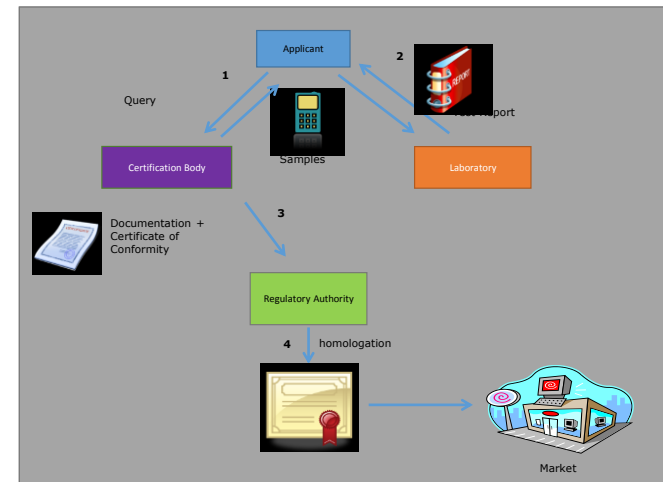 Applicant
1
2
REPORT
Query
Report
Samples
Certification Body
Laboratory
Documentation +
Certificate of
Conformity
3
Regulatory Authority
4
homologation
Market